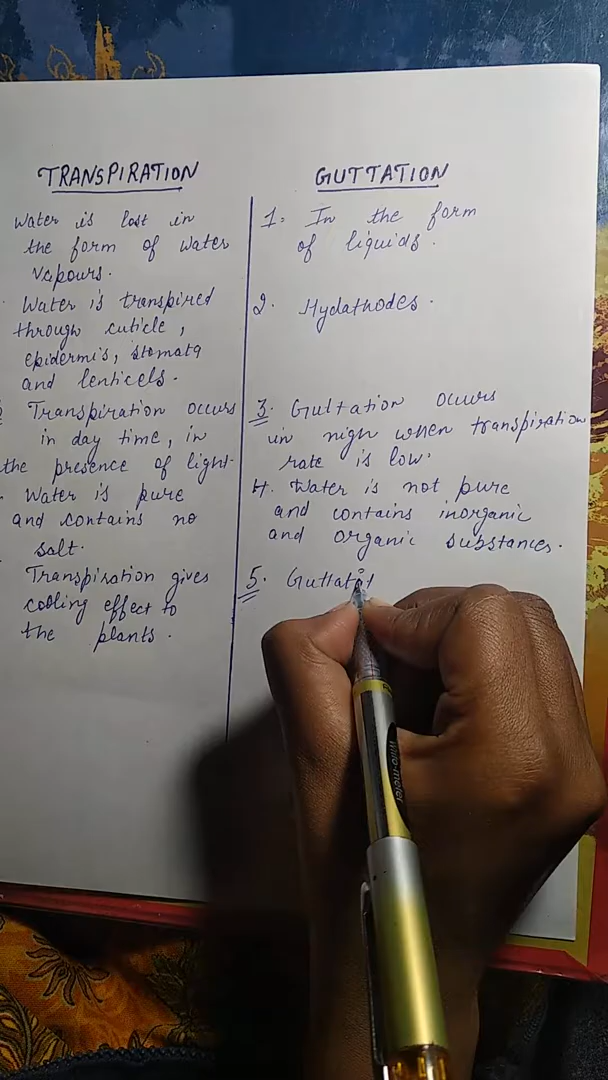 TRANSPIRATION
Water is lost in
the form of water
vapours.
Water is transpired
through cuticle,
epidermis, stomata
and lenticels.
Transpiration occurs
in day time, in
the presence of light.
Water is pure
and contains no
salt.
Transpiration gives
cooling effect to
the plants.
GUTTATION
1. In the form
of liquids.
2. Hydathodes.
3. Guttation occurs
in nigh when transpiration
rate is low.
4. Water is not pure
and contains inorganic
and organic substances.
5. Guttati